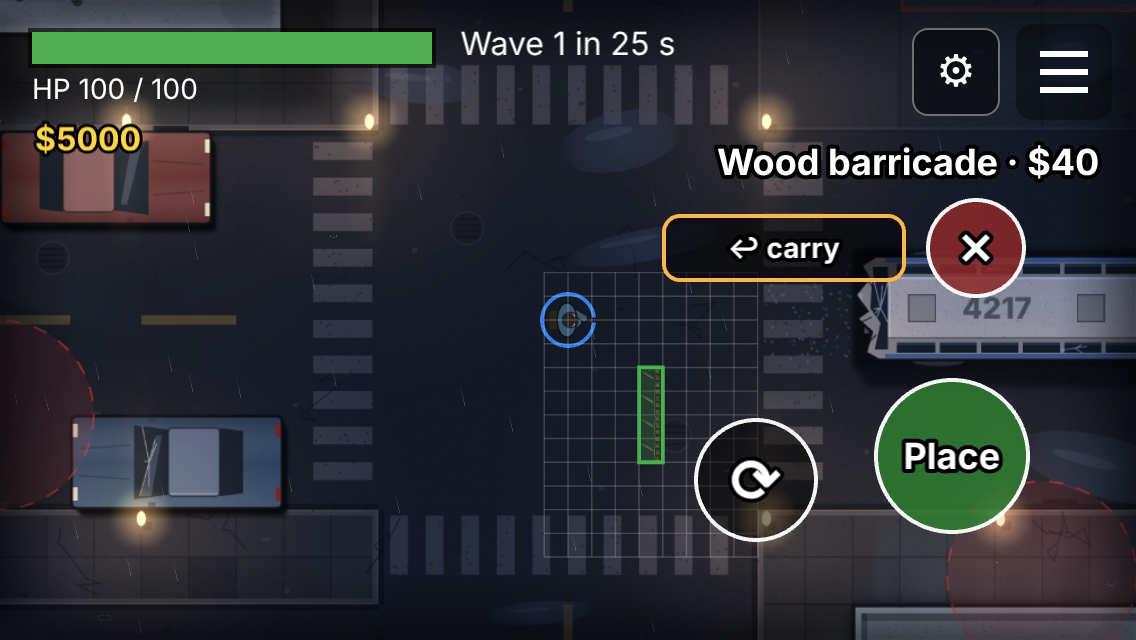 Wave 1 in 25 s
HP 100 / 100
$5000
Wood barricade · $40
↩ carry
4217
Place